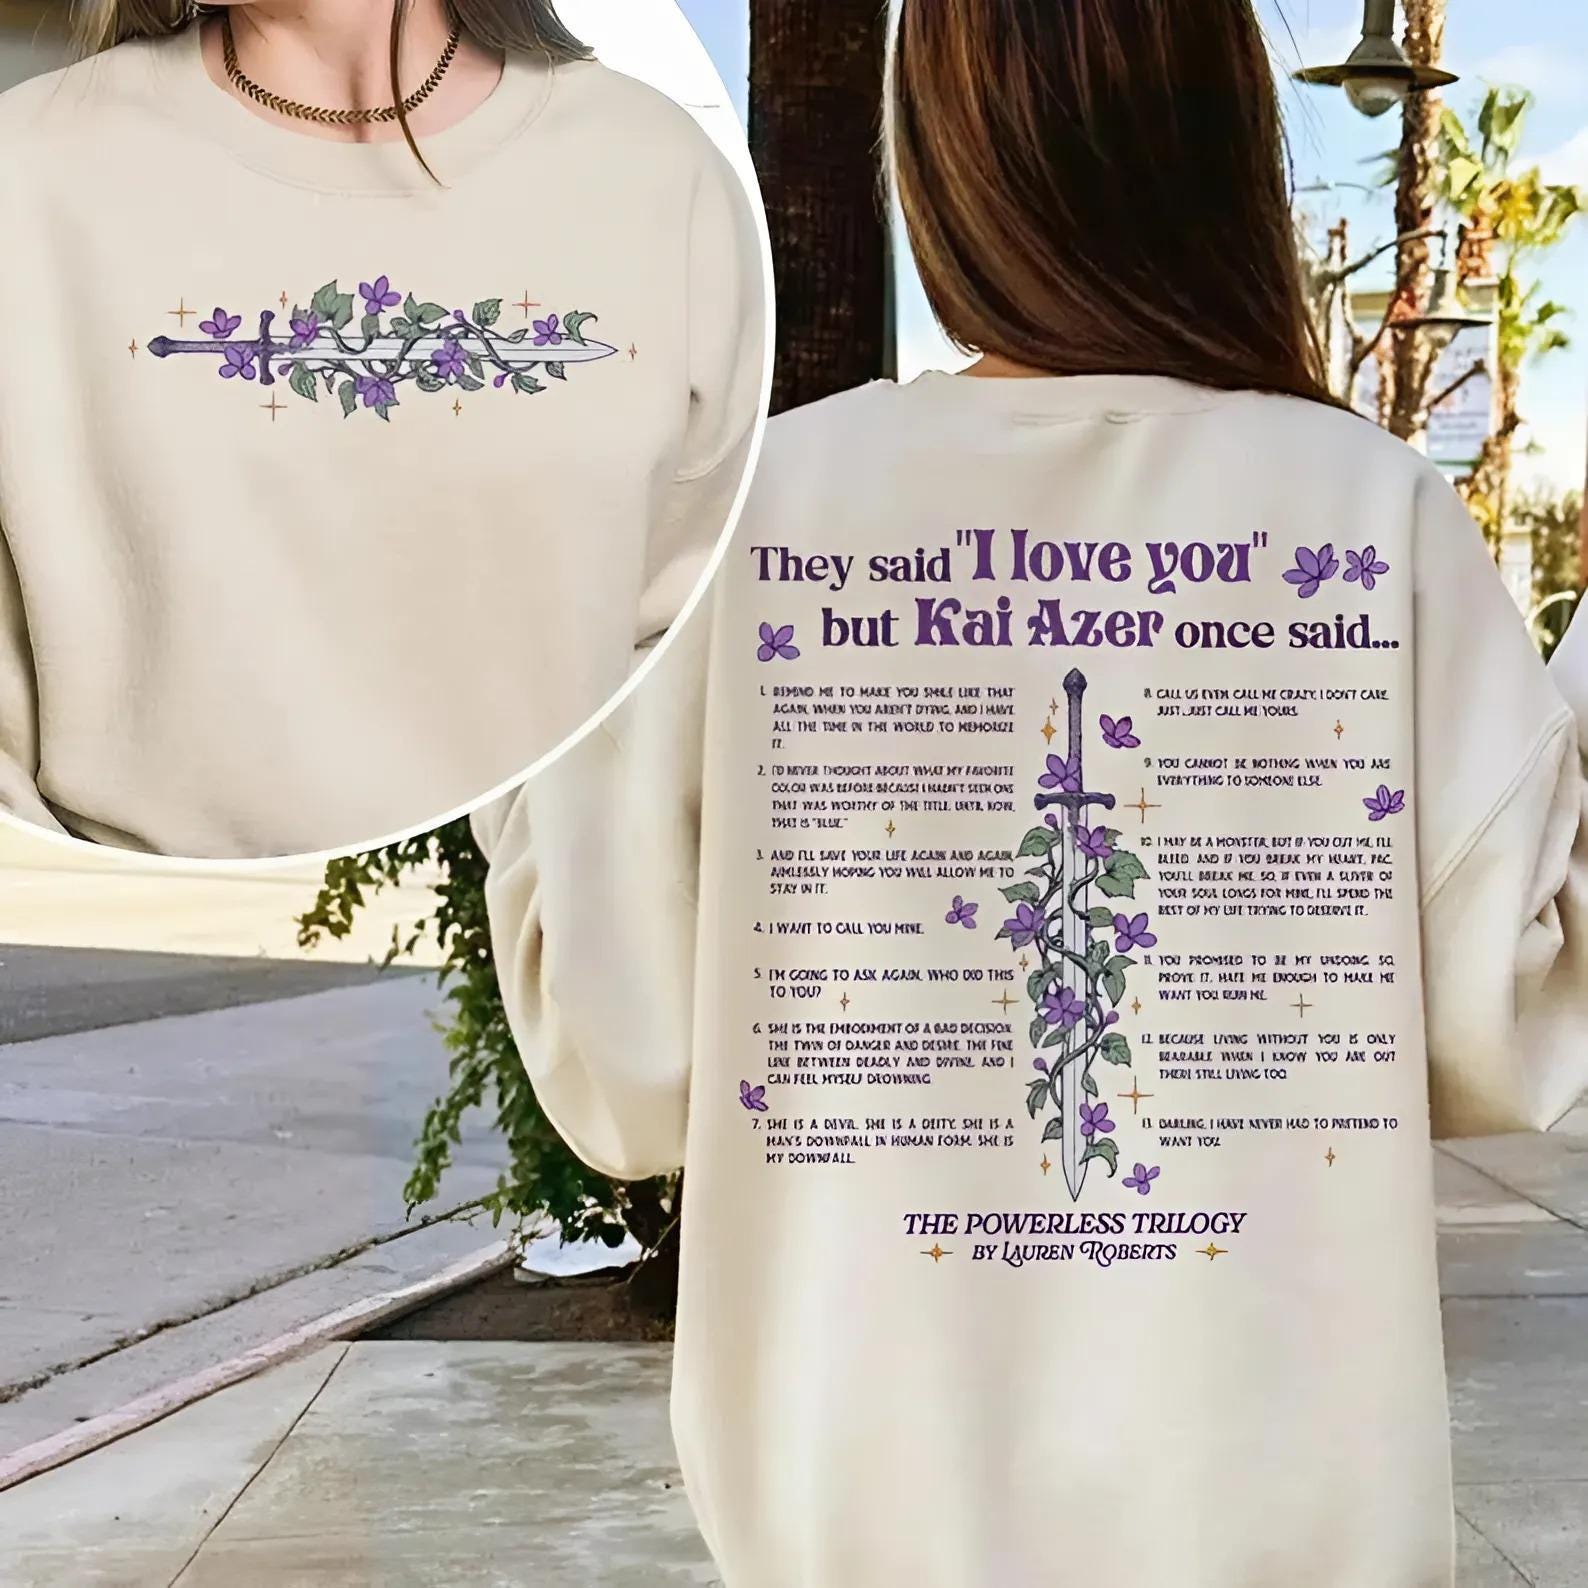 They said "I love you"
but Kai Azer once said...
1. REMIND ME TO MAKE YOU SMILE LIKE THAT
AGAIN, WHEN YOU AREN'T DYING, AND I HAVE
ALL THE TIME IN THE WORLD TO MEMORIZE
IT.
2. I'D NEVER THOUGHT ABOUT WHAT MY FAVORITE
COLOR WAS BEFORE BECAUSE I HAVEN'T SEEN ONE
THAT WAS WORTHY OF THE TITLE. UNTIL NOW,
THAT IS "BLUE."
3. AND I'LL SAVE YOUR LIFE AGAIN AND AGAIN,
AIMLESSLY HOPING YOU WILL ALLOW ME TO
STAY IN IT.
4. I WANT TO CALL YOU MINE.
5. I'M GOING TO ASK AGAIN. WHO DID THIS
TO YOU?
6. SHE IS THE EMBODIMENT OF A BAD DECISION.
THE TWIN OF DANGER AND DESIRE. THE FINE
LINE BETWEEN DEADLY AND DIVINE. AND I
CAN FEEL MYSELF DROWNING.
7. SHE IS A DEVIL. SHE IS A DEITY. SHE IS A
MAN'S DOWNFALL IN HUMAN FORM. SHE IS
MY DOWNFALL.
8. CALL US EVEN. CALL ME CRAZY. I DON'T CARE.
JUST...JUST CALL ME YOURS.
9. YOU CANNOT BE NOTHING WHEN YOU ARE
EVERYTHING TO SOMEONE ELSE.
10. I MAY BE A MONSTER, BUT IF YOU CUT ME, I'LL
BLEED. AND IF YOU BREAK MY HEART, PAE,
YOU'LL BREAK ME. SO, IF EVEN A SLIVER OF
YOUR SOUL LONGS FOR MINE, I'LL SPEND THE
REST OF MY LIFE TRYING TO DESERVE IT.
11. YOU PROMISED TO BE MY UNDOING. SO,
PROVE IT. HATE ME ENOUGH TO MAKE ME
WANT YOU RUIN ME.
12. BECAUSE LIVING WITHOUT YOU IS ONLY
BEARABLE WHEN I KNOW YOU ARE OUT
THERE STILL LIVING TOO.
13. DARLING, I HAVE NEVER HAD TO PRETEND TO
WANT YOU.
THE POWERLESS TRILOGY
BY LAUREN ROBERTS